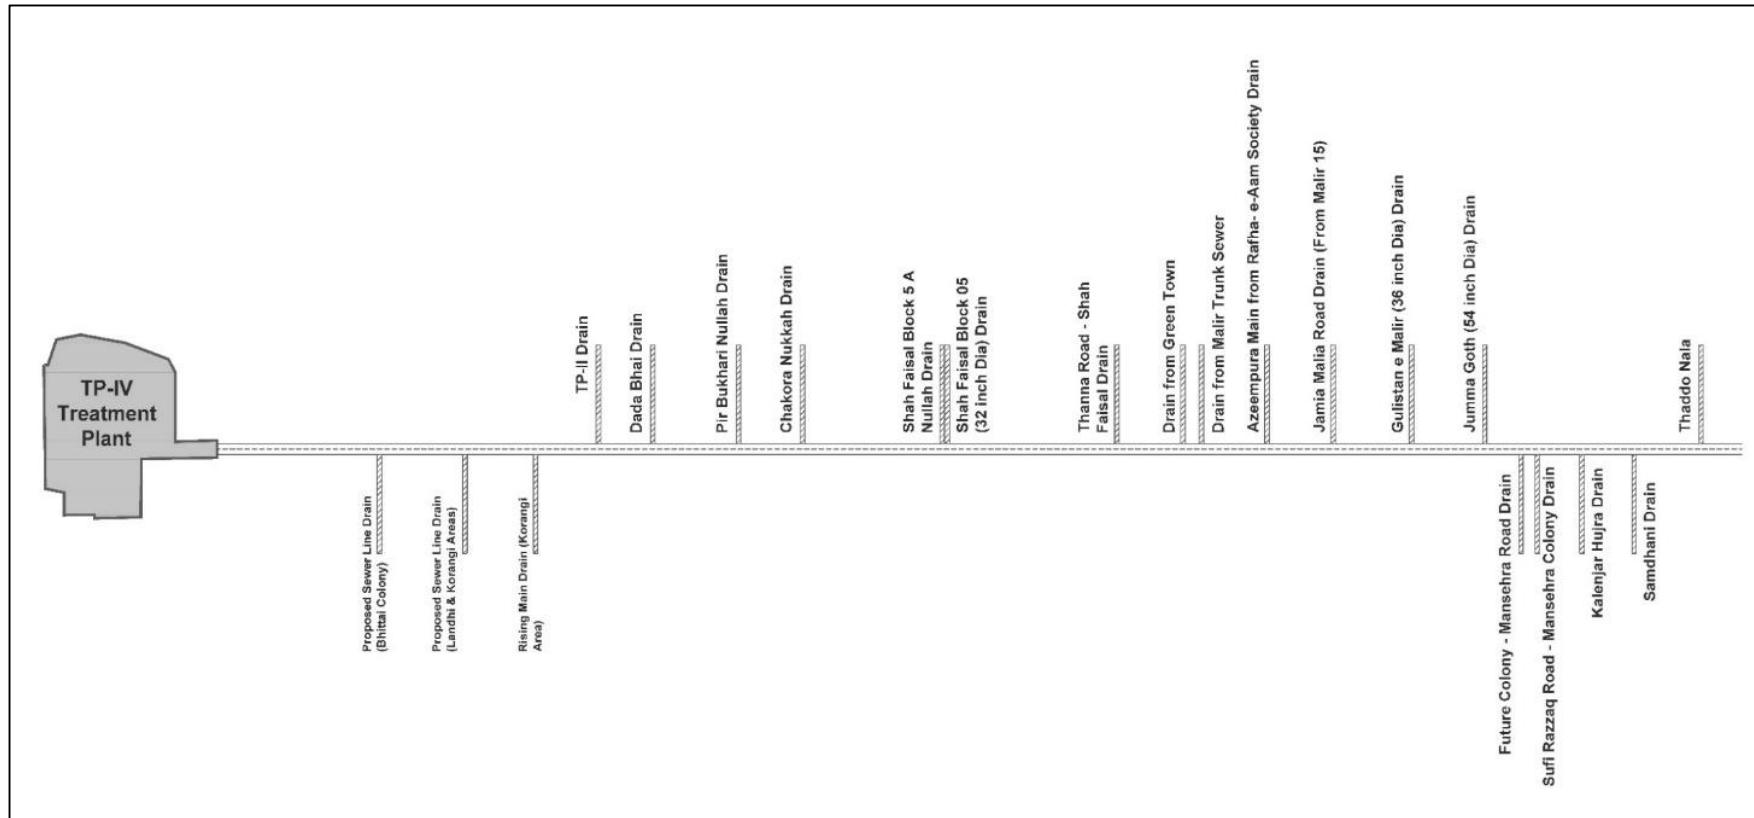 TP-IV
Treatment
Plant
TP-II Drain
Dada Bhai Drain
Pir Bukhari Nullah Drain
Chakora Nukkah Drain
Shah Faisal Block 5 A
Nullah Drain
Shah Faisal Block 05
(32 inch Dia) Drain
Thanna Road - Shah
Faisal Drain
Drain from Green Town
Drain from Malir Trunk Sewer
Azeempura Main from Rafha- e-Aam Society Drain
Jamia Malia Road Drain (From Malir 15)
Gulistan e Malir (36 inch Dia) Drain
Jumma Goth (54 inch Dia) Drain
Thaddo Nala
Proposed Sewer Line Drain
(Bhittai Colony)
Proposed Sewer Line Drain
(Landhi & Korangi Areas)
Rising Main Drain (Korangi
Area)
Future Colony - Mansehra Road Drain
Sufi Razzaq Road - Mansehra Colony Drain
Kalenjar Hujra Drain
Samdhani Drain